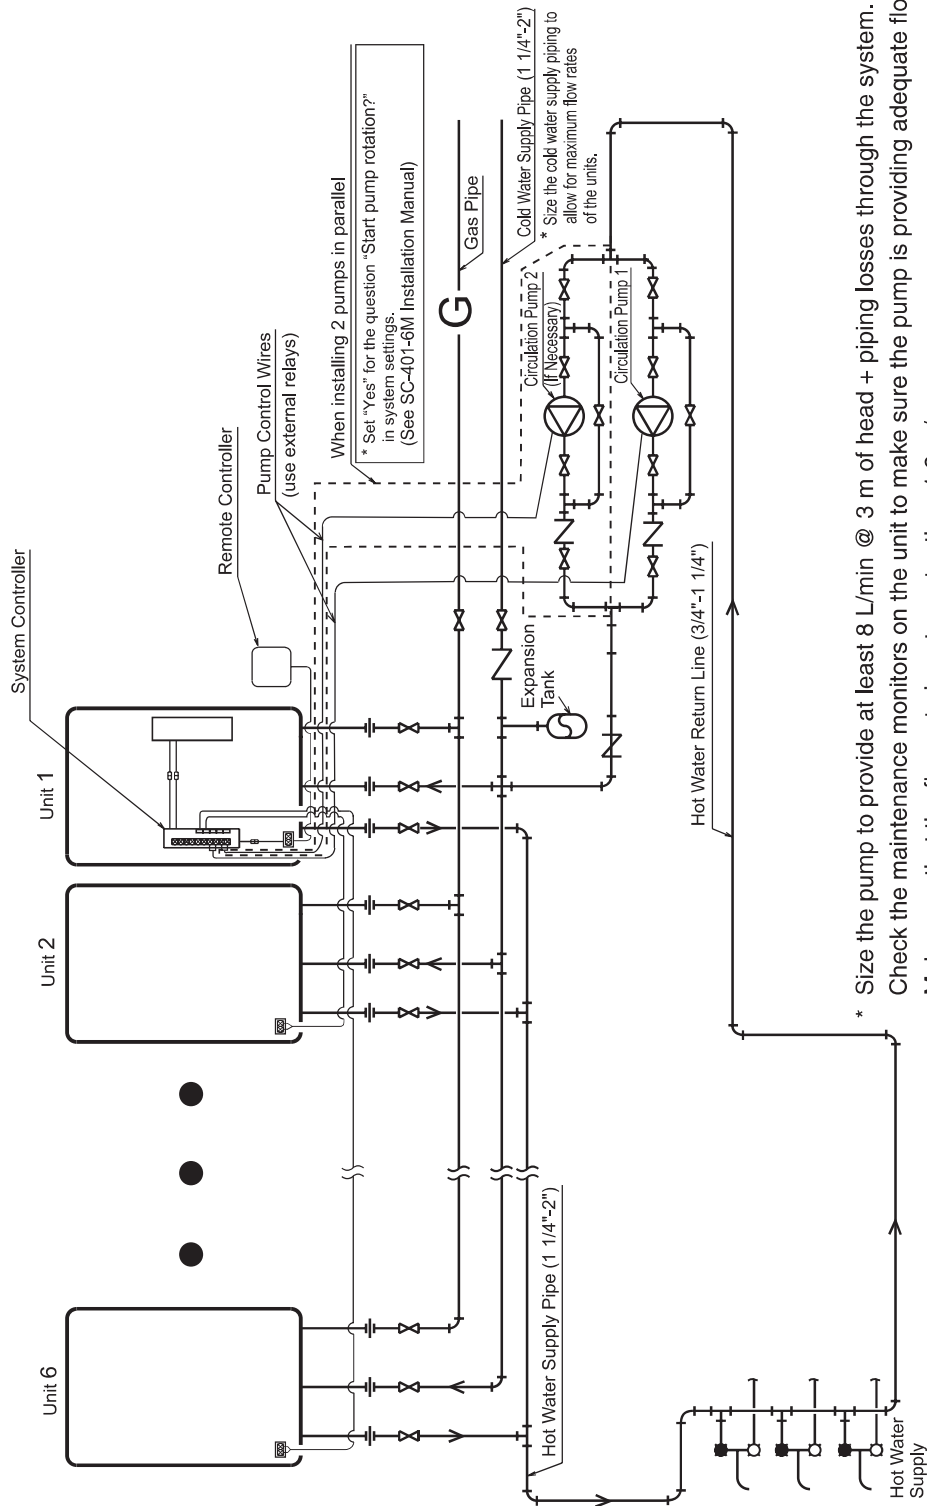 System Controller
Remote Controller
Pump Control Wires
(use external relays)
When installing 2 pumps in parallel
* Set "Yes" for the question "Start pump rotation?"
in system settings.
(See SC-401-6M Installation Manual)
Gas Pipe
G
Cold Water Supply Pipe (1 1/4"-2")
* Size the cold water supply piping to
allow for maximum flow rates
of the units.
Unit 1
Unit 2
Unit 6
Expansion
Tank
Circulation Pump 2
(If Necessary)
Circulation Pump 1
Hot Water Return Line (3/4"-1 1/4")
Hot Water Supply Pipe (1 1/4"-2")
Hot Water
Supply
* Size the pump to provide at least 8 L/min @ 3 m of head + piping losses through the system.
Check the maintenance monitors on the unit to make sure the pump is providing adequate